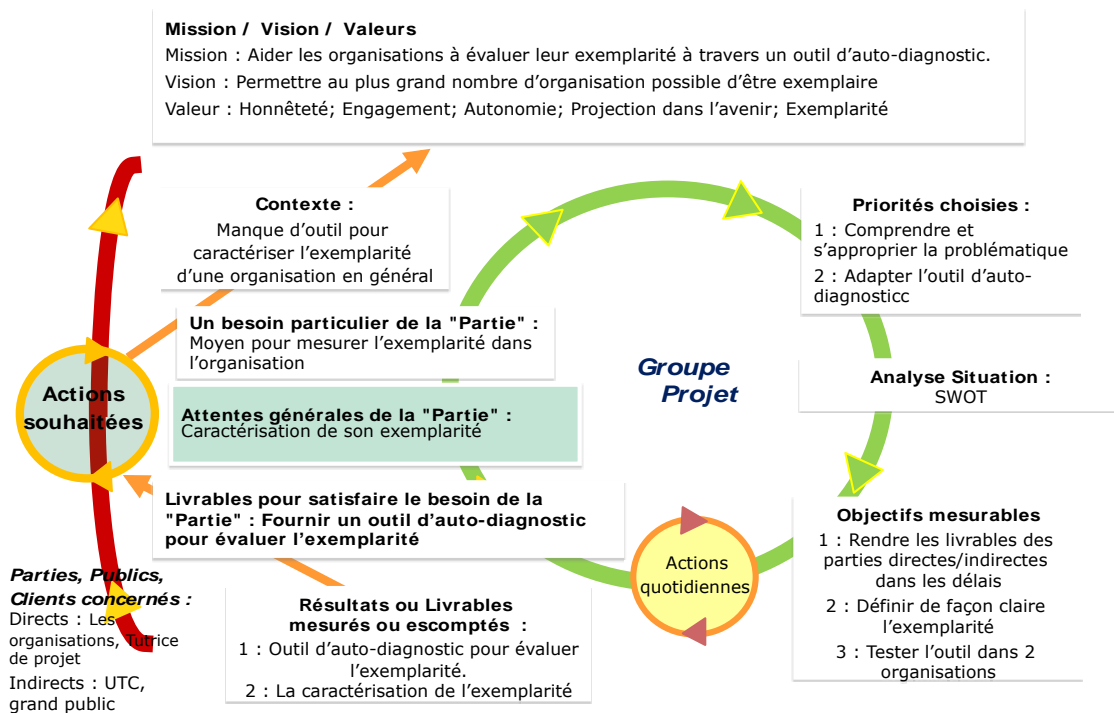 Mission / Vision / Valeurs
Mission : Aider les organisations à évaluer leur exemplarité à travers un outil d’auto-diagnostic.
Vision : Permettre au plus grand nombre d’organisation possible d’être exemplaire
Valeur : Honnêteté; Engagement; Autonomie; Projection dans l’avenir; Exemplarité
Contexte :
Manque d’outil pour
caractériser l’exemplarité
d’une organisation en général
Priorités choisies :
1 : Comprendre et
s’approprier la problématique
2 : Adapter l’outil d’auto-
diagnosticc
Un besoin particulier de la "Partie" :
Moyen pour mesurer l’exemplarité dans
l’organisation
Groupe
Projet
Analyse Situation :
SWOT
Actions
souhaitées
Attentes générales de la "Partie" :
Caractérisation de son exemplarité
Livrables pour satisfaire le besoin de la
"Partie" : Fournir un outil d’auto-diagnostic
pour évaluer l’exemplarité
Objectifs mesurables
1 : Rendre les livrables des
parties directes/indirectes
dans les délais
2 : Définir de façon claire
l’exemplarité
3 : Tester l’outil dans 2
organisations
Actions
quotidiennes
Parties, Publics,
Clients concernés :
Directs : Les
organisations, Tutrice
de projet
Indirects : UTC,
grand public
Résultats ou Livrables
mesurés ou escomptés :
1 : Outil d’auto-diagnostic pour évaluer
l’exemplarité.
2 : La caractérisation de l’exemplarité